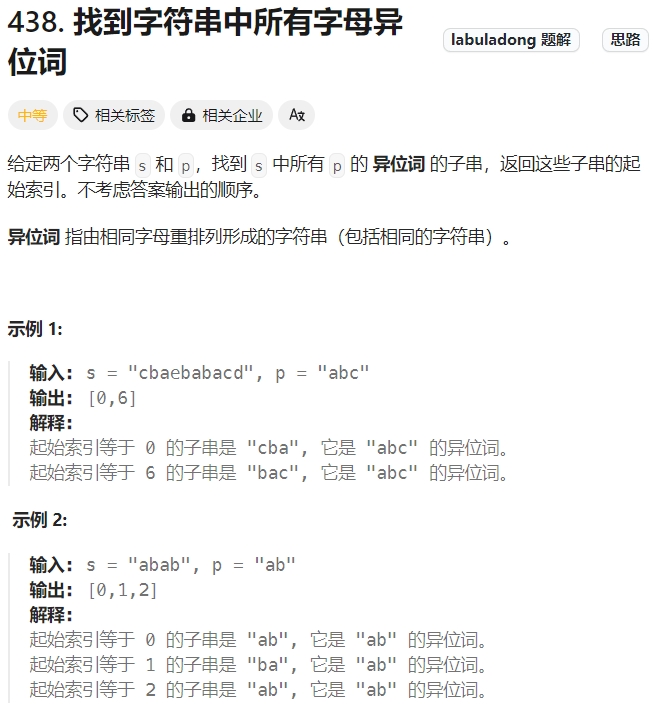 438. 找到字符串中所有字母异
位词
labuladong 题解
思路
中等
相关标签
相关企业
给定两个字符串 s 和 p，找到 s 中所有 p 的 异位词 的子串，返回这些子串的起
始索引。不考虑答案输出的顺序。
异位词 指由相同字母重排列形成的字符串（包括相同的字符串）。
示例 1:
输入: s = "cbaebabacd", p = "abc"
输出: [0,6]
解释:
起始索引等于 0 的子串是 "cba", 它是 "abc" 的异位词。
起始索引等于 6 的子串是 "bac", 它是 "abc" 的异位词。
示例 2:
输入: s = "abab", p = "ab"
输出: [0,1,2]
解释:
起始索引等于 0 的子串是 "ab", 它是 "ab" 的异位词。
起始索引等于 1 的子串是 "ba", 它是 "ab" 的异位词。
起始索引等于 2 的子串是 "ab", 它是 "ab" 的异位词。